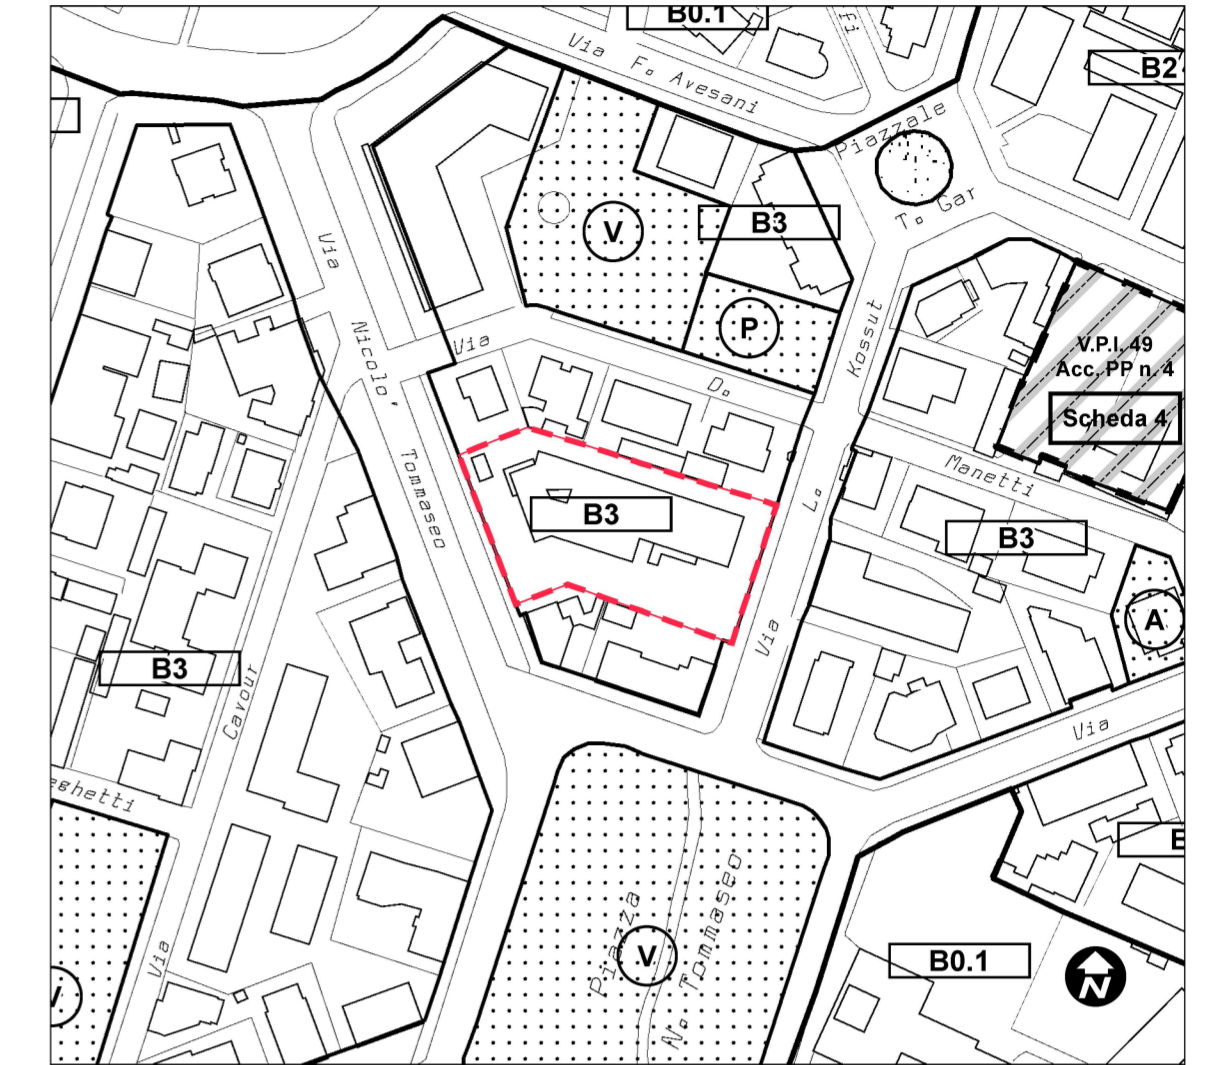 B0.1
Via F. Avesani
fi
B2
Piazzale
T. Gar
V
B3
Via
Nicolo'
Tommaseo
P
Via
D.
Kossut
V.P.I. 49
Acc. PP n. 4
Scheda 4
Manetti
B3
L.
Via
B3
A
B3
Cavour
Via
eghetti
Via
V
Piazza
N. Tommaseo
B0.1
N